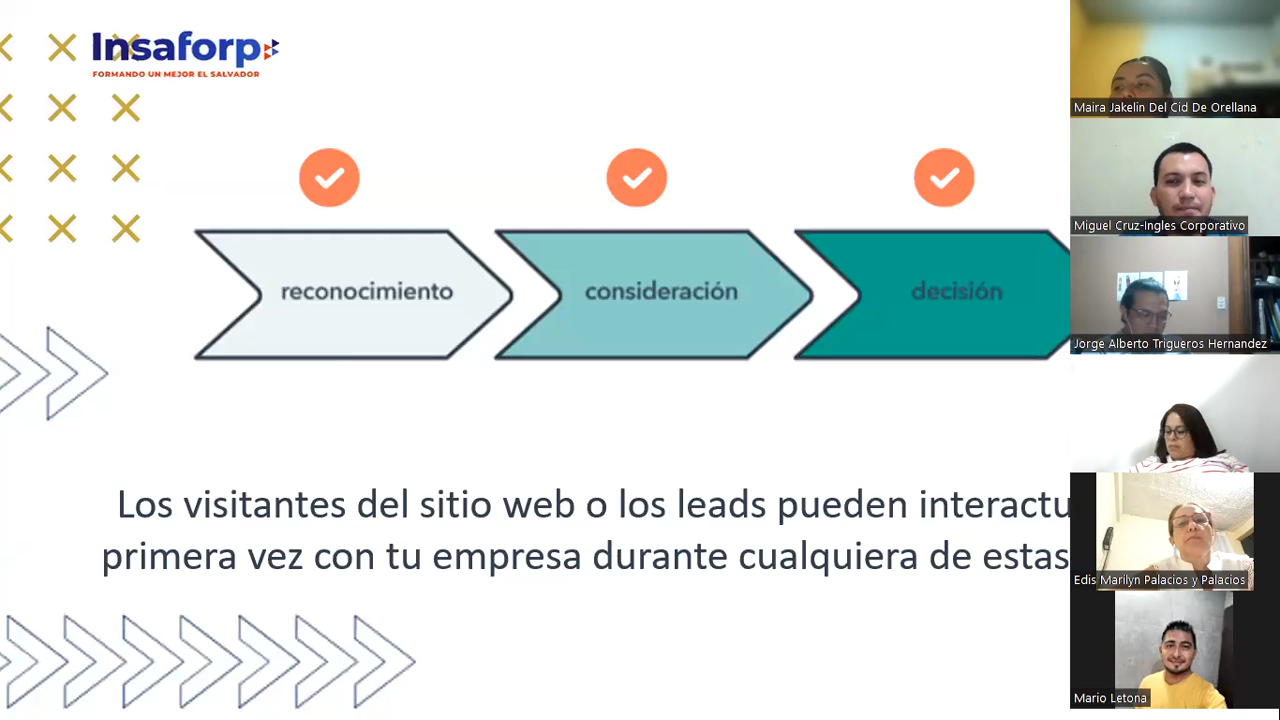 Insaforp
FORMANDO UN MEJOR EL SALVADOR
reconocimiento
consideración
decisión
Los visitantes del sitio web o los leads pueden interactu
primera vez con tu empresa durante cualquiera de estas
Maira Jakelin Del Cid De Orellana
Miguel Cruz-Ingles Corporativo
Jorge Alberto Trigueros Hernandez
Edis Marilyn Palacios y Palacios
Mario Letona